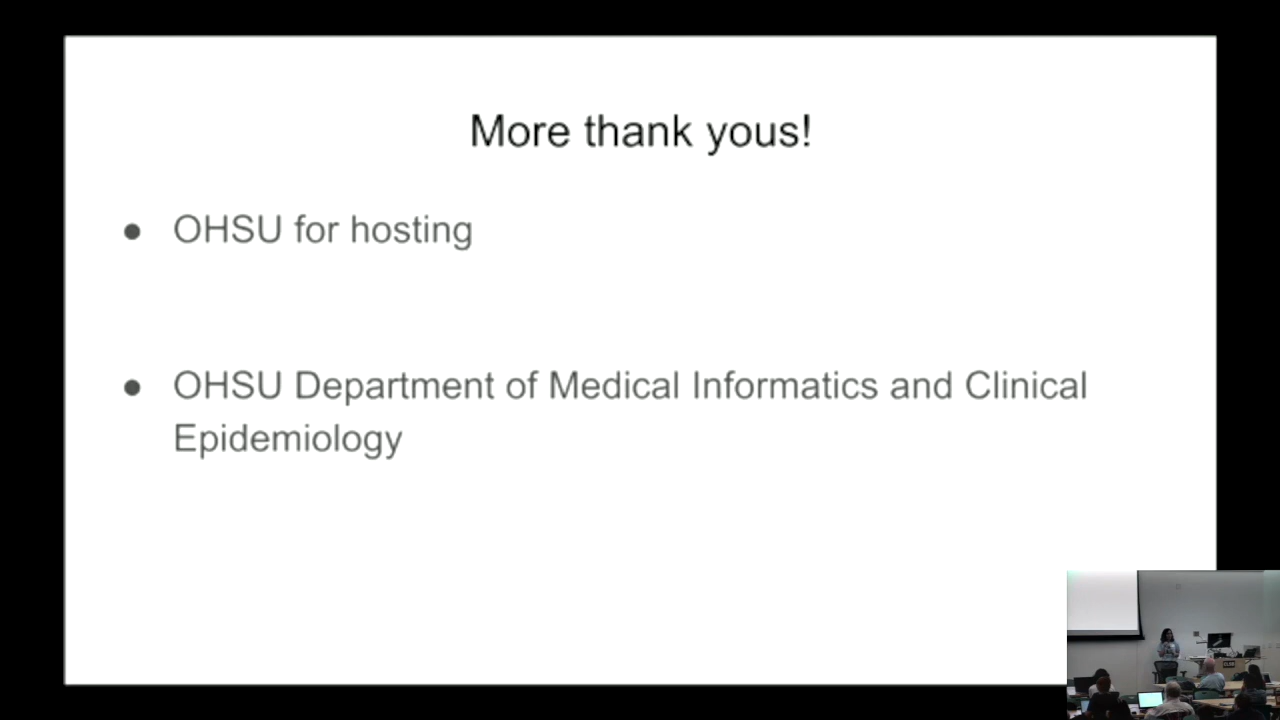 More thank yous!
● OHSU for hosting
● OHSU Department of Medical Informatics and Clinical
Epidemiology